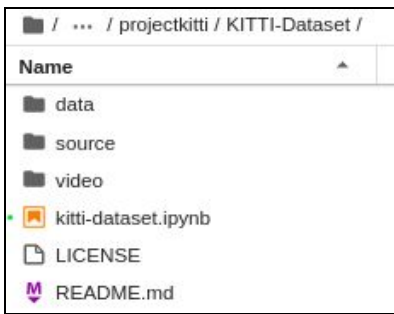 / ... / projectkitti / KITTI-Dataset /
Name
data
source
video
kitti-dataset.ipynb
LICENSE
README.md